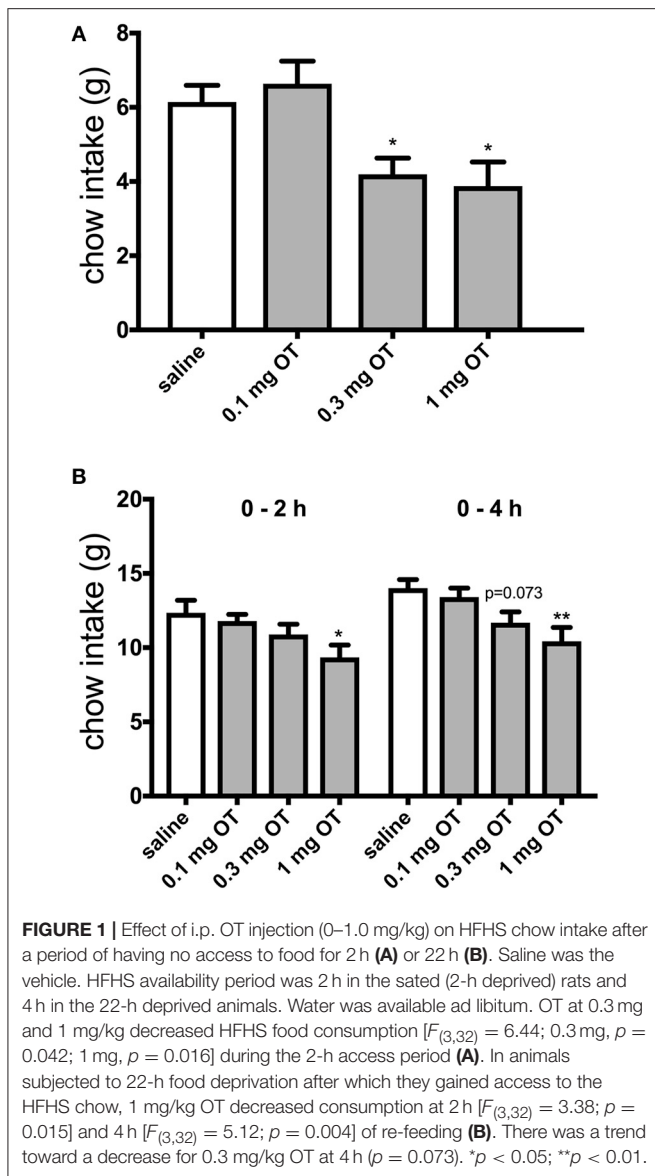 A
chow intake (g)
8
6
4
2
0
*
*
saline
0.1 mg OT
0.3 mg OT
1 mg OT
B
chow intake (g)
20
15
10
5
0
0 - 2 h
0 - 4 h
*
p=0.073
**
saline
0.1 mg OT
0.3 mg OT
1 mg OT
saline
0.1 mg OT
0.3 mg OT
1 mg OT
FIGURE 1 | Effect of i.p. OT injection (0–1.0 mg/kg) on HFHS chow intake after
a period of having no access to food for 2 h (A) or 22 h (B). Saline was the
vehicle. HFHS availability period was 2 h in the sated (2-h deprived) rats and
4 h in the 22-h deprived animals. Water was available ad libitum. OT at 0.3 mg
and 1 mg/kg decreased HFHS food consumption [F(3,32) = 6.44; 0.3 mg, p =
0.042; 1 mg, p = 0.016] during the 2-h access period (A). In animals
subjected to 22-h food deprivation after which they gained access to the
HFHS chow, 1 mg/kg OT decreased consumption at 2 h [F(3,32) = 3.38; p =
0.015] and 4 h [F(3,32) = 5.12; p = 0.004] of re-feeding (B). There was a trend
toward a decrease for 0.3 mg/kg OT at 4 h (p = 0.073). *p < 0.05; **p < 0.01.